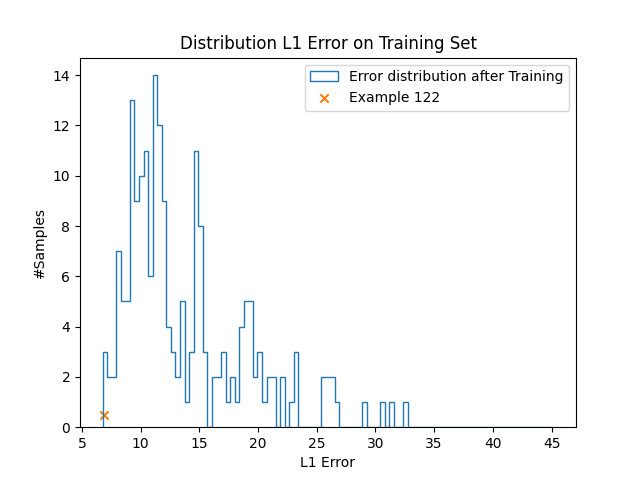 Distribution L1 Error on Training Set
Error distribution after Training
Example 122
#Samples
14
12
10
8
6
4
2
0
5 10 15 20 25 30 35 40 45
L1 Error